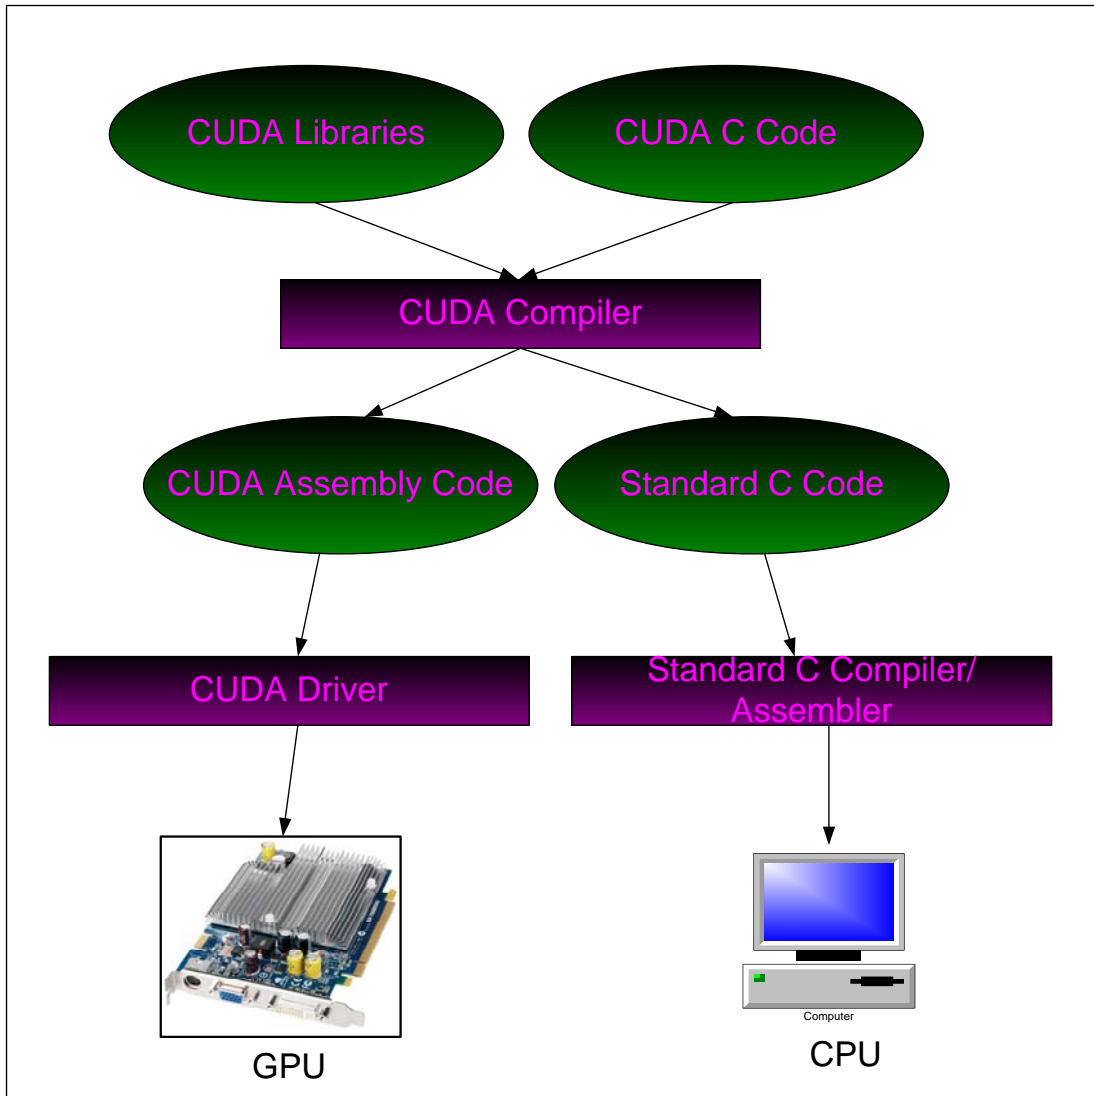 CUDA Libraries
CUDA C Code
CUDA Compiler
CUDA Assembly Code
Standard C Code
CUDA Driver
Standard C Compiler/
Assembler
Computer
GPU
CPU